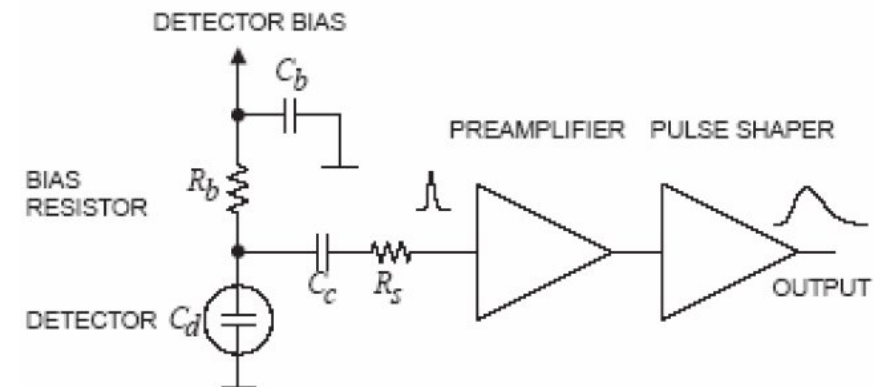 DETECTOR BIAS
C_b
PREAMPLIFIER PULSE SHAPER
BIAS
RESISTOR
R_b
C_c R_s
OUTPUT
DETECTOR C_d